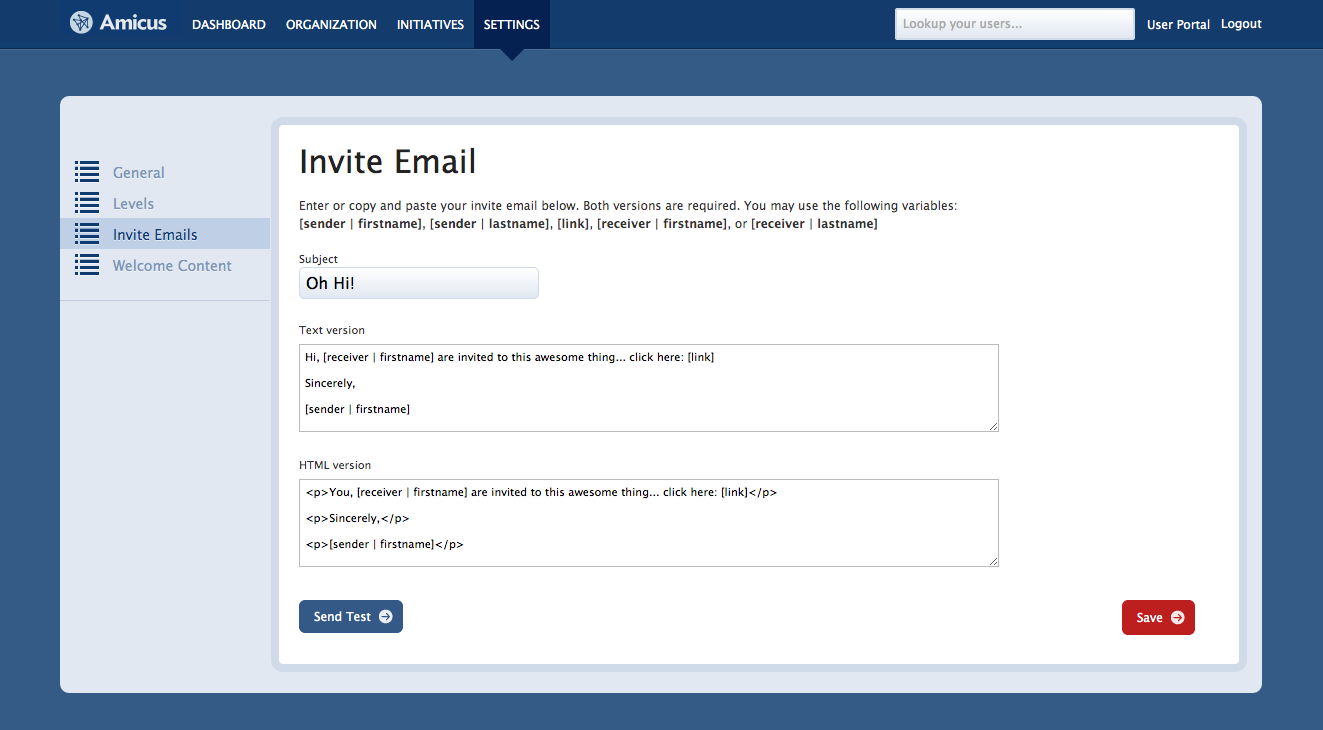 Amicus DASHBOARD ORGANIZATION INITIATIVES SETTINGS Lookup your users... User Portal Logout
General
Levels
Invite Emails
Welcome Content
Invite Email
Enter or copy and paste your invite email below. Both versions are required. You may use the following variables:
[sender | firstname], [sender | lastname], [link], [receiver | firstname], or [receiver | lastname]
Subject
Oh Hi!
Text version
Hi, [receiver | firstname] are invited to this awesome thing... click here: [link]
Sincerely,
[sender | firstname]
HTML version
<p>You, [receiver | firstname] are invited to this awesome thing... click here: [link]</p>
<p>Sincerely,</p>
<p>[sender | firstname]</p>
Send Test
Save